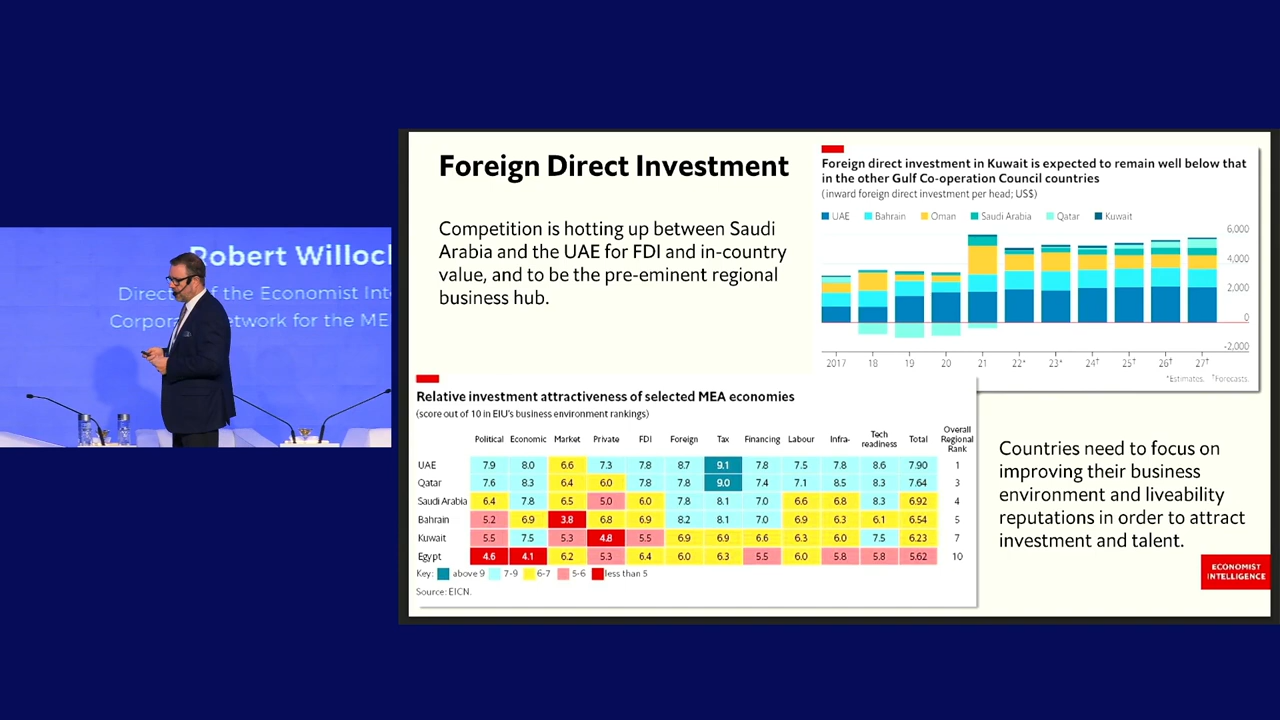 Robert Willock
Director of the Economist Inte
Corporate Network for the ME
Foreign Direct Investment
Competition is hotting up between Saudi
Arabia and the UAE for FDI and in-country
value, and to be the pre-eminent regional
business hub.
Foreign direct investment in Kuwait is expected to remain well below that
in the other Gulf Co-operation Council countries
(inward foreign direct investment per head; US$)
UAE Bahrain Oman Saudi Arabia Qatar Kuwait
6,000
4,000
2,000
0
-2,000
2017 18 19 20 21 22* 23* 24† 25† 26† 27†
*Estimates. †Forecasts.
Relative investment attractiveness of selected MEA economies
(score out of 10 in EIU's business environment rankings)
Political Economic Market Private FDI Foreign Tax Financing Labour Infra- Tech readiness Total Overall Regional Rank
UAE 7.9 8.0 6.6 7.3 7.8 8.7 9.1 7.8 7.5 7.8 8.6 7.90 1
Qatar 7.6 8.3 6.4 6.0 7.8 7.8 9.0 7.4 7.1 8.5 8.3 7.64 3
Saudi Arabia 6.4 7.8 6.5 5.0 6.0 7.8 8.1 7.0 6.6 6.8 8.3 6.92 4
Bahrain 5.2 6.9 3.8 6.8 6.9 8.2 8.1 7.0 6.9 6.3 6.1 6.54 5
Kuwait 5.5 7.5 5.3 4.8 5.5 6.9 6.9 6.6 6.3 6.0 7.5 6.23 7
Egypt 4.6 4.1 6.2 5.3 6.4 6.0 6.3 5.5 6.0 5.8 5.8 5.62 10
Key: above 9 7-9 6-7 5-6 less than 5
Source: EICN.
Countries need to focus on
improving their business
environment and liveability
reputations in order to attract
investment and talent.
ECONOMIST
INTELLIGENCE